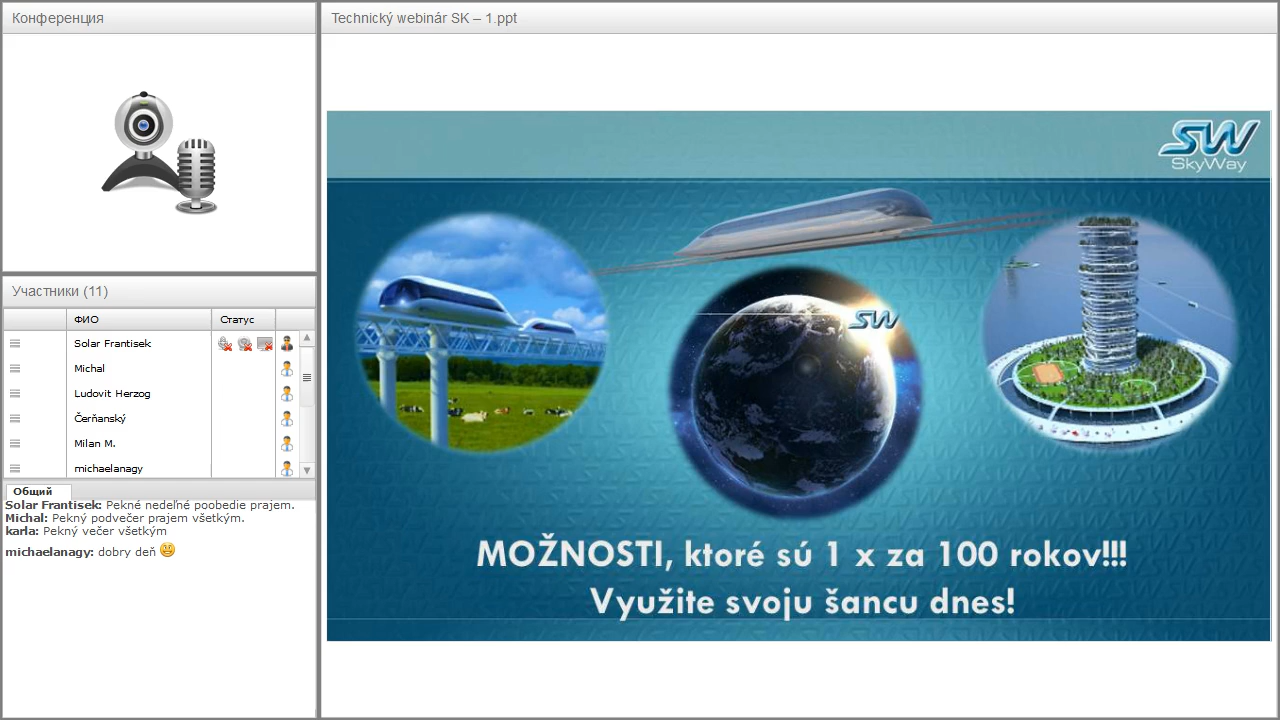 Конференция
Technický webinár SK – 1.ppt
SW
SkyWay
SW
MOŽNOSTI, ktoré sú 1 x za 100 rokov!!!
Využite svoju šancu dnes!
Участники (11)
ФИО Статус
Solar Frantisek
Michal
Ludovit Herzog
Čerňanský
Milan M.
michaelanagy
Общий
Solar Frantisek: Pekné nedeľné poobedie prajem.
Michal: Pekný podvečer prajem všetkým.
karla: Pekný večer všetkým
michaelanagy: dobry deň